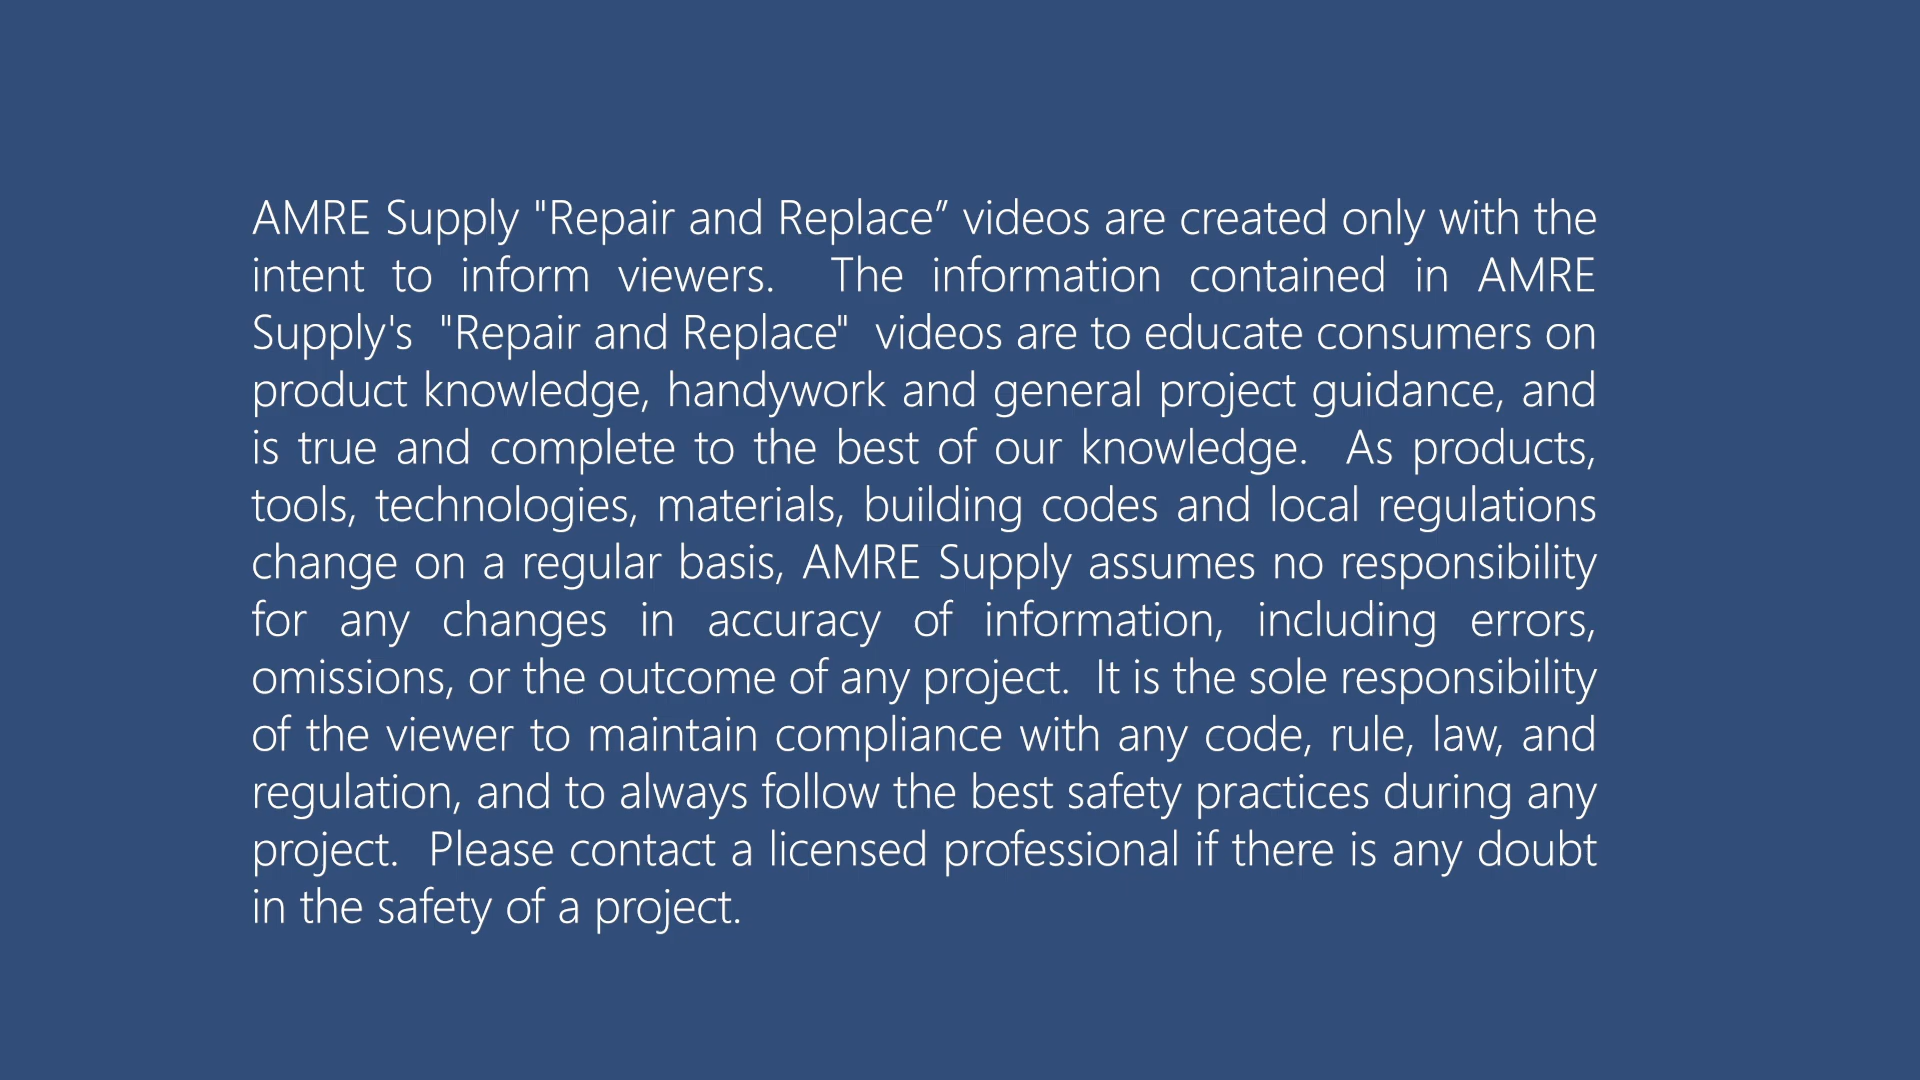 AMRE Supply "Repair and Replace” videos are created only with the
intent to inform viewers.  The information contained in AMRE
Supply's  "Repair and Replace"  videos are to educate consumers on
product knowledge, handywork and general project guidance, and
is true and complete to the best of our knowledge.  As products,
tools, technologies, materials, building codes and local regulations
change on a regular basis, AMRE Supply assumes no responsibility
for any changes in accuracy of information, including errors,
omissions, or the outcome of any project.  It is the sole responsibility
of the viewer to maintain compliance with any code, rule, law, and
regulation, and to always follow the best safety practices during any
project.  Please contact a licensed professional if there is any doubt
in the safety of a project.